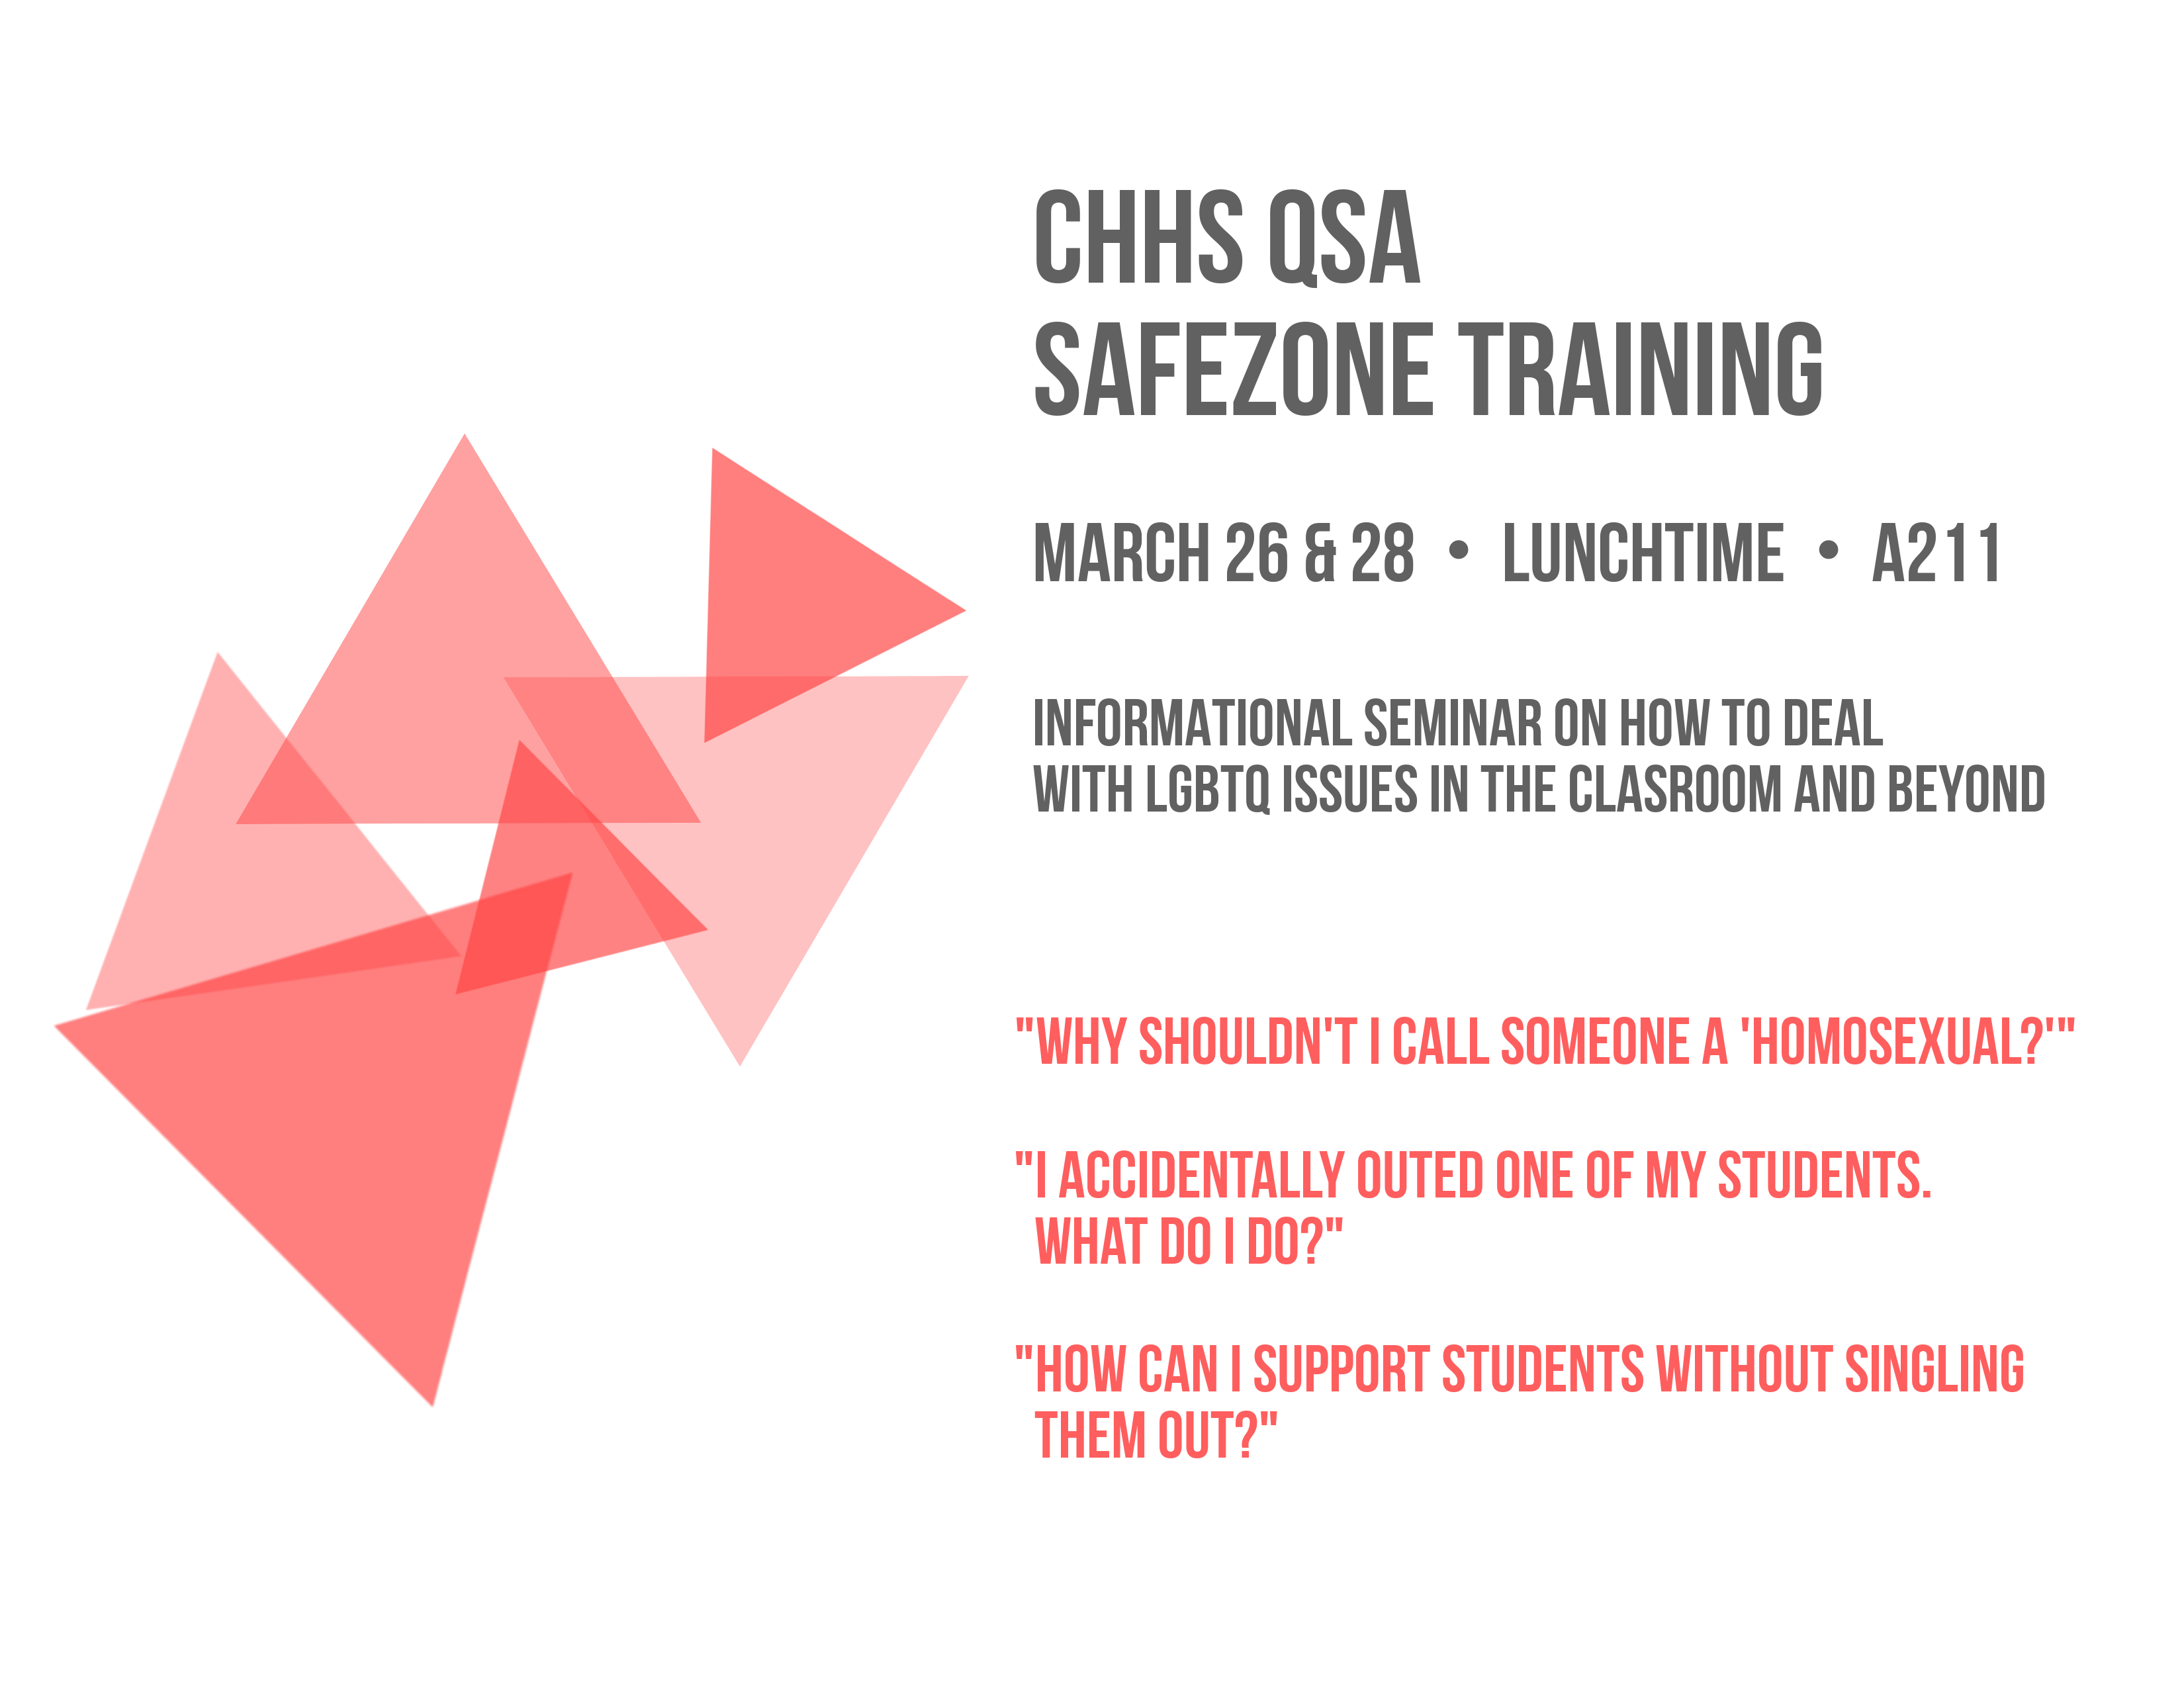 CHHS QSA
SAFEZONE TRAINING
MARCH 26 & 28 • LUNCHTIME • A211
INFORMATIONAL SEMINAR ON HOW TO DEAL
WITH LGBTQ ISSUES IN THE CLASROOM AND BEYOND
"WHY SHOULDN'T I CALL SOMEONE A 'HOMOSEXUAL?'"
"I ACCIDENTALLY OUTED ONE OF MY STUDENTS.
WHAT DO I DO?"
"HOW CAN I SUPPORT STUDENTS WITHOUT SINGLING
THEM OUT?"